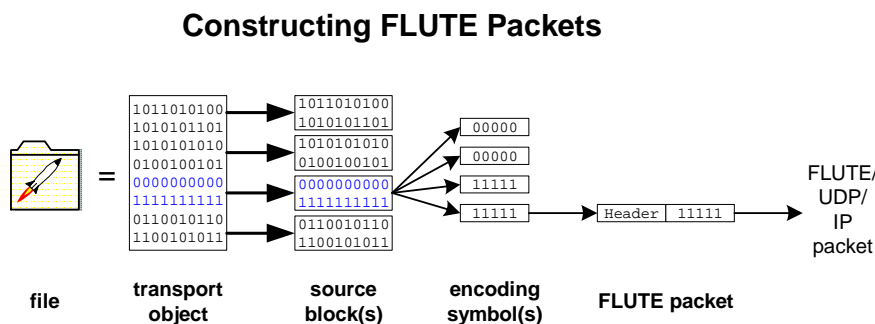 Constructing FLUTE Packets
=
1011010100
1010101101
1010101010
0100100101
0000000000
1111111111
0110010110
1100101011
1011010100
1010101101
1010101010
0100100101
0000000000
1111111111
0110010110
1100101011
00000
00000
11111
11111
Header 11111
FLUTE/
UDP/
IP
packet
file
transport
object
source
block(s)
encoding
symbol(s)
FLUTE packet